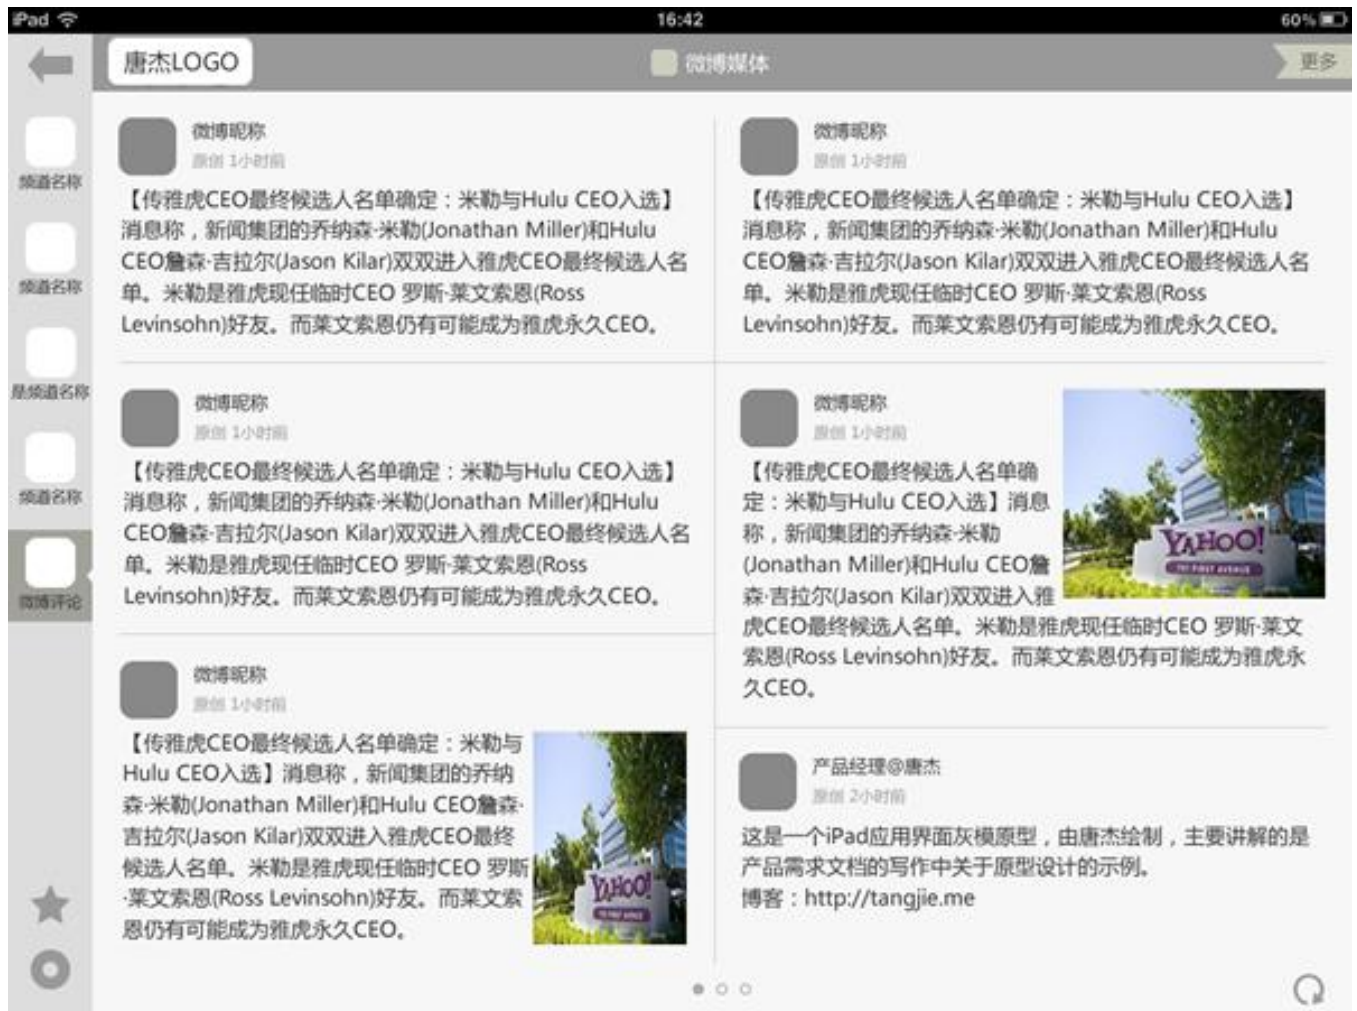 iPad
16:42
60%
唐杰LOGO
微博媒体
更多
频道名称
频道名称
是频道名称
频道名称
微博评论
微博昵称
原创 1小时前
【传雅虎CEO最终候选人名单确定：米勒与Hulu CEO入选】
消息称，新闻集团的乔纳森·米勒(Jonathan Miller)和Hulu
CEO詹森·吉拉尔(Jason Kilar)双双进入雅虎CEO最终候选人名
单。米勒是雅虎现任临时CEO 罗斯·莱文索恩(Ross
Levinsohn)好友。而莱文索恩仍有可能成为雅虎永久CEO。
微博昵称
原创 1小时前
【传雅虎CEO最终候选人名单确定：米勒与Hulu CEO入选】
消息称，新闻集团的乔纳森·米勒(Jonathan Miller)和Hulu
CEO詹森·吉拉尔(Jason Kilar)双双进入雅虎CEO最终候选人名
单。米勒是雅虎现任临时CEO 罗斯·莱文索恩(Ross
Levinsohn)好友。而莱文索恩仍有可能成为雅虎永久CEO。
微博昵称
原创 1小时前
【传雅虎CEO最终候选人名单确定：米勒与
Hulu CEO入选】消息称，新闻集团的乔纳
森·米勒(Jonathan Miller)和Hulu CEO詹森·
吉拉尔(Jason Kilar)双双进入雅虎CEO最终
候选人名单。米勒是雅虎现任临时CEO 罗斯
·莱文索恩(Ross Levinsohn)好友。而莱文索
恩仍有可能成为雅虎永久CEO。
YAHOO!
701 FIRST AVENUE
微博昵称
原创 1小时前
【传雅虎CEO最终候选人名单确定：米勒与Hulu CEO入选】
消息称，新闻集团的乔纳森·米勒(Jonathan Miller)和Hulu
CEO詹森·吉拉尔(Jason Kilar)双双进入雅虎CEO最终候选人名
单。米勒是雅虎现任临时CEO 罗斯·莱文索恩(Ross
Levinsohn)好友。而莱文索恩仍有可能成为雅虎永久CEO。
微博昵称
原创 1小时前
【传雅虎CEO最终候选人名单确
定：米勒与Hulu CEO入选】消息
称，新闻集团的乔纳森·米勒
(Jonathan Miller)和Hulu CEO詹
森·吉拉尔(Jason Kilar)双双进入雅
虎CEO最终候选人名单。米勒是雅虎现任临时CEO 罗斯·莱文
索恩(Ross Levinsohn)好友。而莱文索恩仍有可能成为雅虎永
久CEO。
YAHOO!
701 FIRST AVENUE
产品经理@唐杰
原创 2小时前
这是一个iPad应用界面灰模原型，由唐杰绘制，主要讲解的是
产品需求文档的写作中关于原型设计的示例。
博客：http://tangjie.me